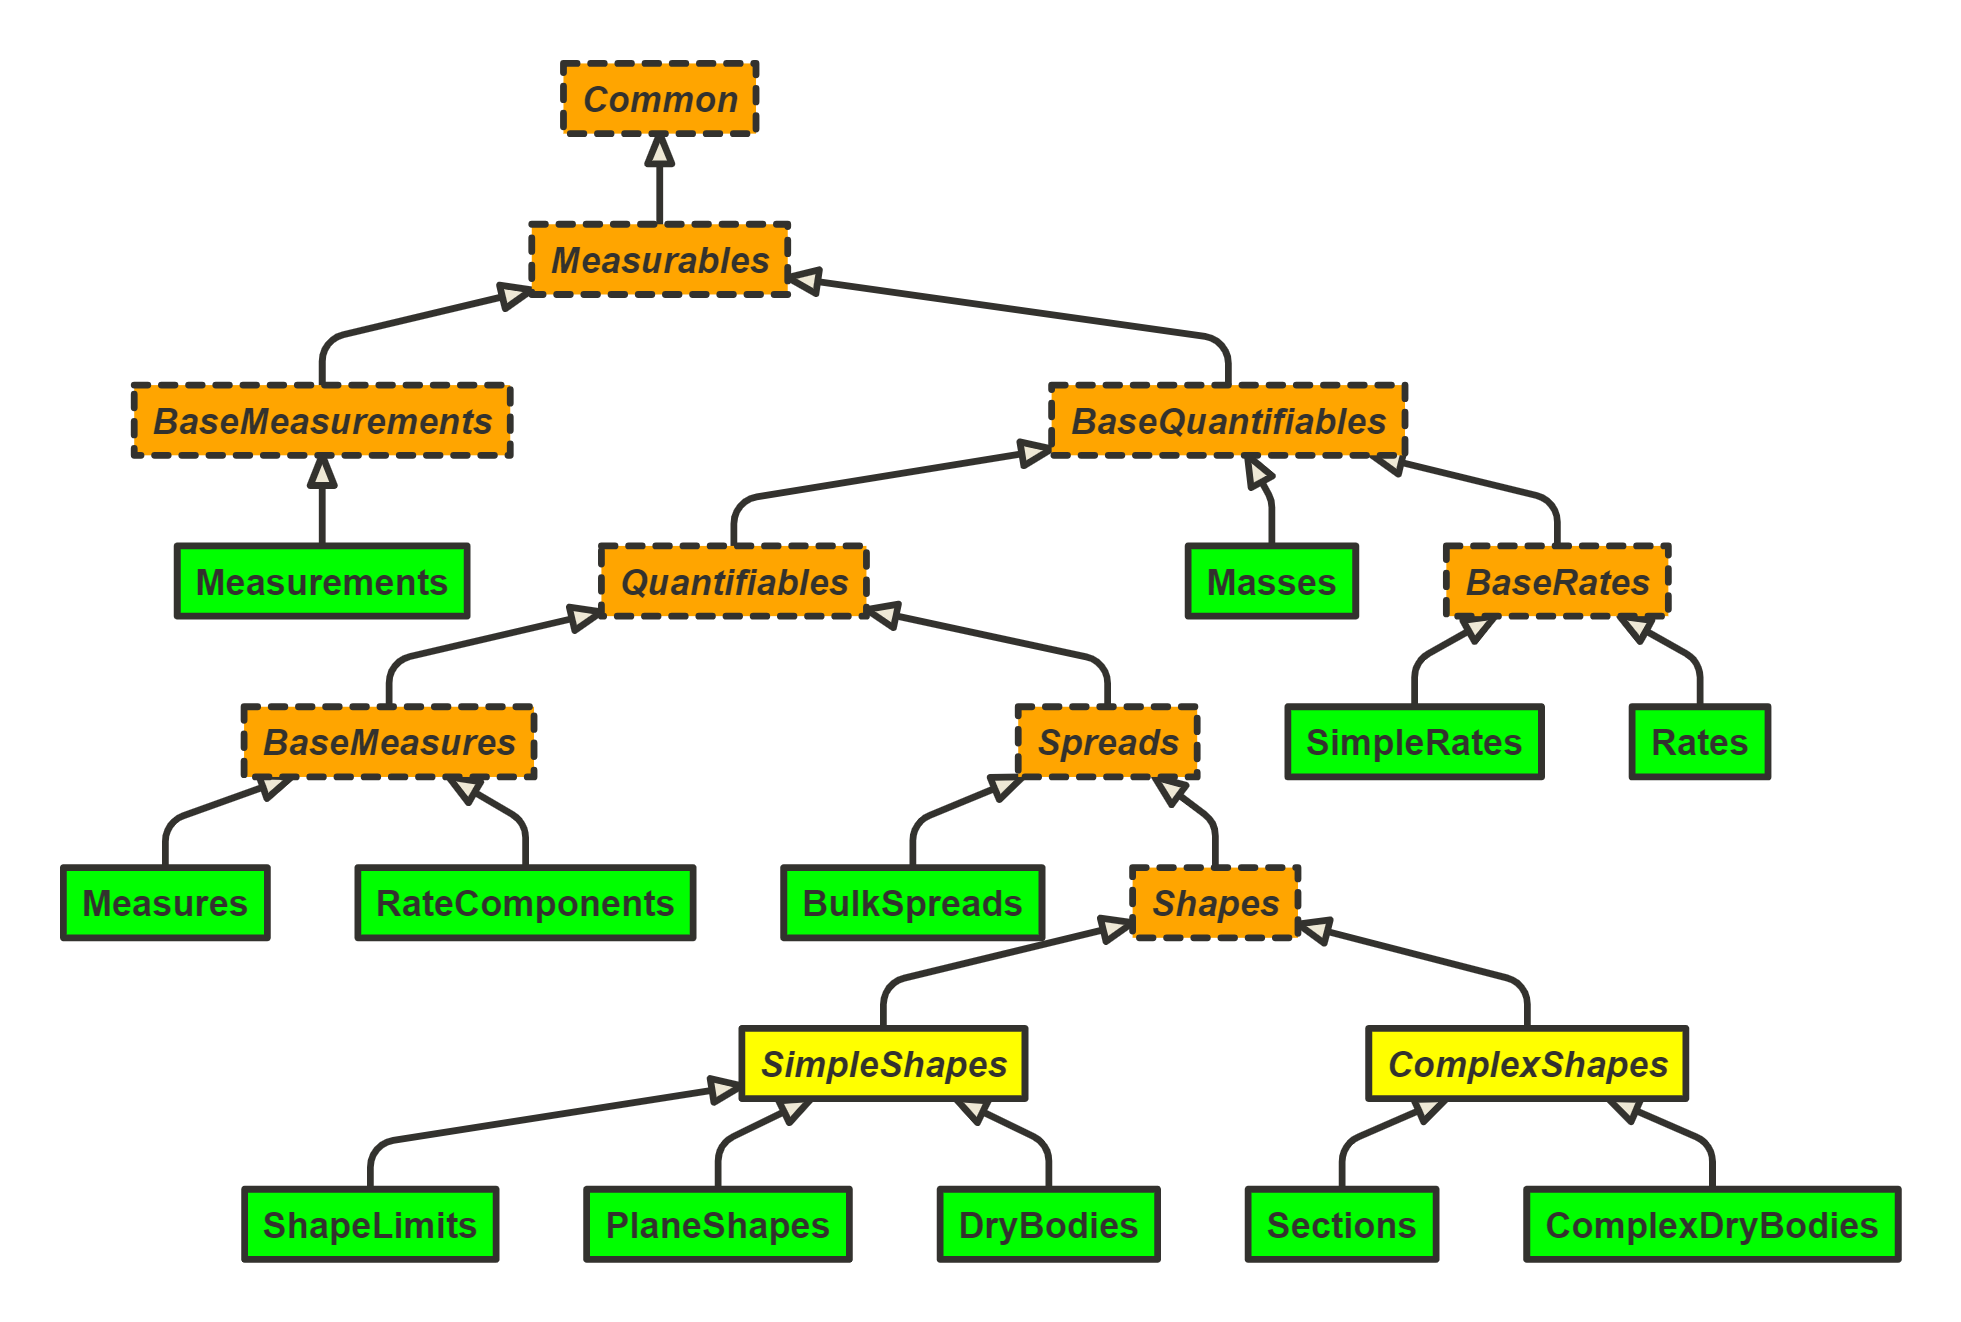 Common
Measurables
BaseMeasurements
BaseQuantifiables
Measurements
Quantifiables
Masses
BaseRates
BaseMeasures
Spreads
SimpleRates
Rates
Measures
RateComponents
BulkSpreads
Shapes
SimpleShapes
ComplexShapes
ShapeLimits
PlaneShapes
DryBodies
Sections
ComplexDryBodies